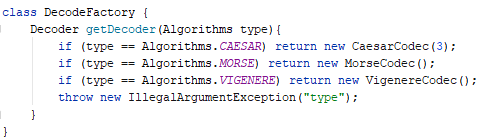 class DecodeFactory {
Decoder getDecoder(Algorithms type){
if (type == Algorithms.CAESAR) return new CaesarCodec(3);
if (type == Algorithms.MORSE) return new MorseCodec();
if (type == Algorithms.VIGENERE) return new VigenereCodec();
throw new IllegalArgumentException("type");
}
}